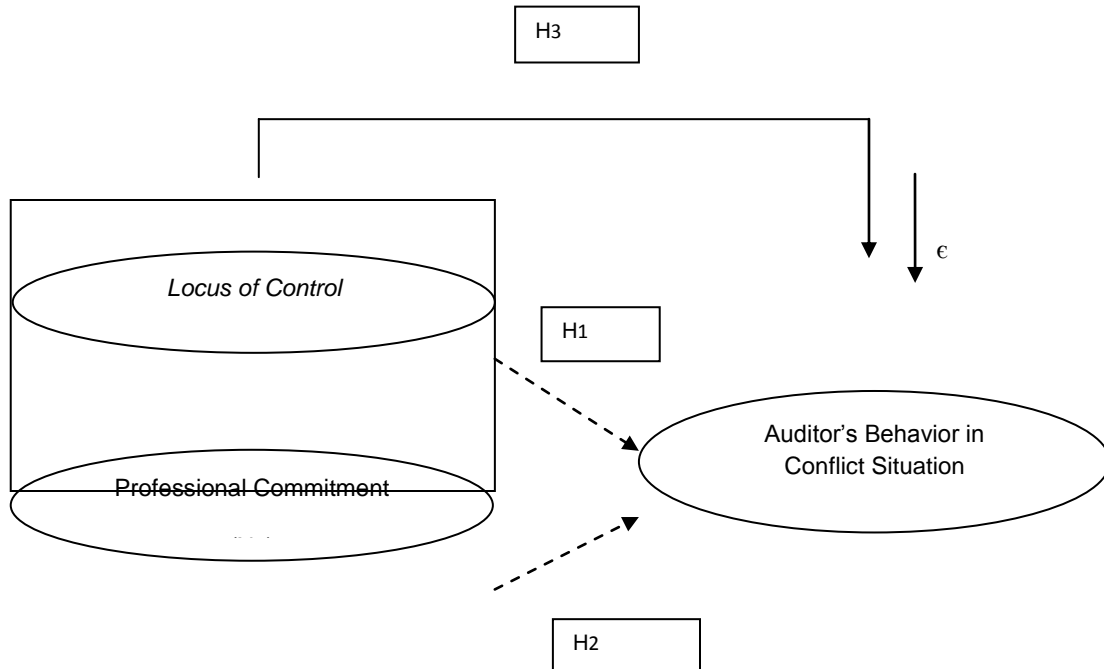 H3
є
Locus of Control
H1
Auditor's Behavior in
Conflict Situation
Professional Commitment
H2